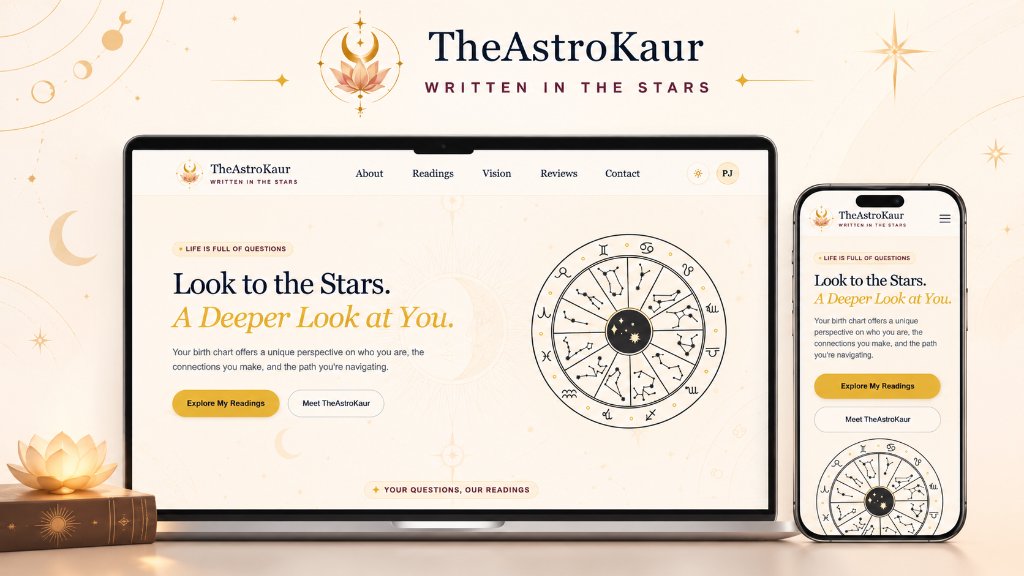 TheAstroKaur
WRITTEN IN THE STARS
TheAstroKaur
WRITTEN IN THE STARS
About
Readings
Vision
Reviews
Contact
PJ
LIFE IS FULL OF QUESTIONS
Look to the Stars.
A Deeper Look at You.
Your birth chart offers a unique perspective on who you are, the
connections you make, and the path you're navigating.
Explore My Readings
Meet TheAstroKaur
YOUR QUESTIONS, OUR READINGS
TheAstroKaur
WRITTEN IN THE STARS
LIFE IS FULL OF QUESTIONS
Look to the Stars.
A Deeper Look at You.
Your birth chart offers a unique
perspective on who you are, the
connections you make, and the path
you're navigating.
Explore My Readings
Meet TheAstroKaur